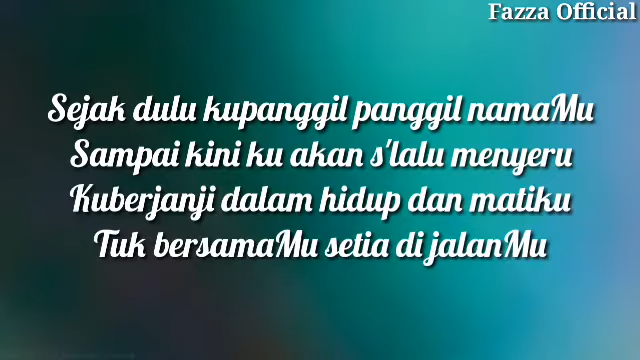 Fazza Official
Sejak dulu kupanggil panggil namaMu
Sampai kini ku akan s'lalu menyeru
Kuberjanji dalam hidup dan matiku
Tuk bersamaMu setia di jalanMu